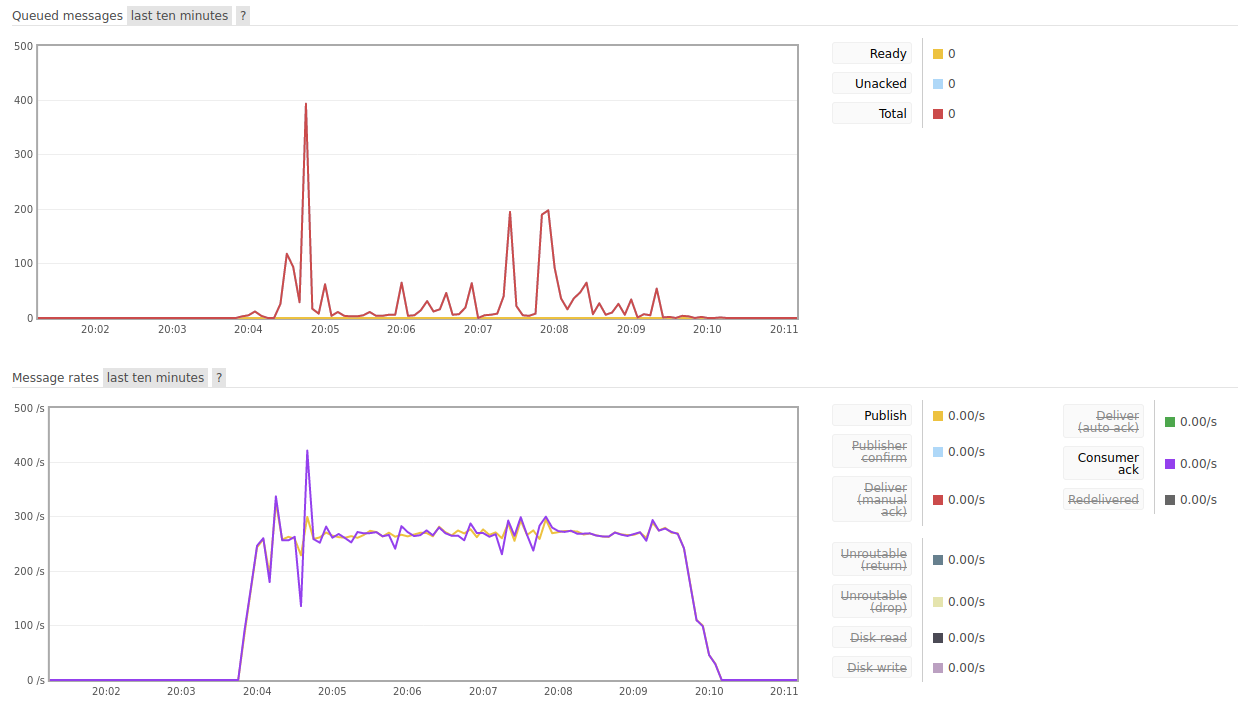 Queued messages last ten minutes ?
500
400
300
200
100
0
20:02 20:03 20:04 20:05 20:06 20:07 20:08 20:09 20:10 20:11
Ready 0
Unacked 0
Total 0
Message rates last ten minutes ?
500 /s
400 /s
300 /s
200 /s
100 /s
0 /s
20:02 20:03 20:04 20:05 20:06 20:07 20:08 20:09 20:10 20:11
Publish 0.00/s
Publisher
confirm 0.00/s
Deliver
(manual
ack) 0.00/s
Deliver
(auto ack) 0.00/s
Consumer
ack 0.00/s
Redelivered 0.00/s
Unroutable
(return) 0.00/s
Unroutable
(drop) 0.00/s
Disk read 0.00/s
Disk write 0.00/s